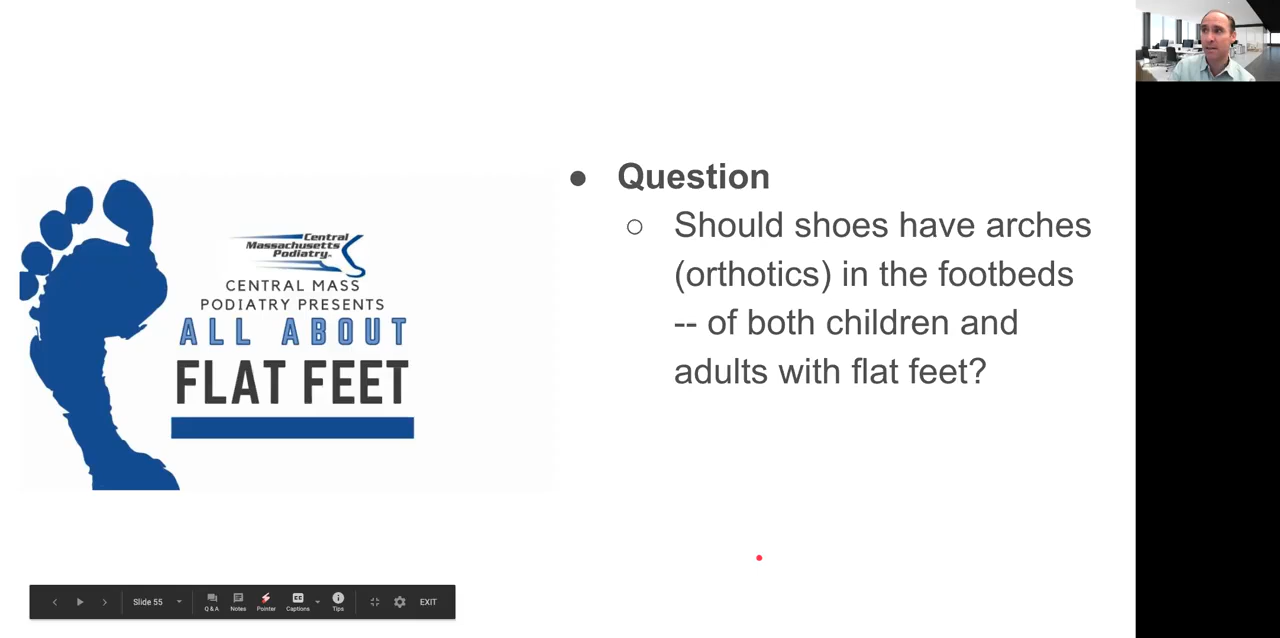 Question
Should shoes have arches
(orthotics) in the footbeds
-- of both children and
adults with flat feet?
Central
Massachusetts
Podiatry
CENTRAL MASS
PODIATRY PRESENTS
ALL ABOUT
FLAT FEET
Slide 55
Q & A
Notes
Pointer
Captions
Tips
EXIT